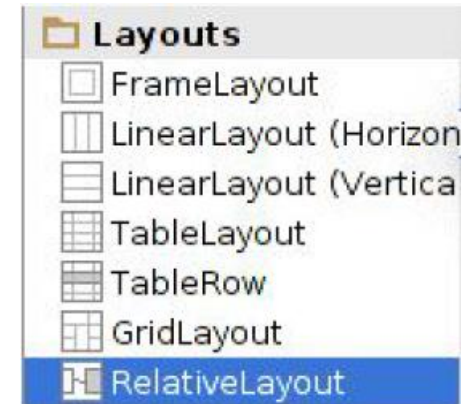 Layouts
FrameLayout
LinearLayout (Horizon
LinearLayout (Vertica
TableLayout
TableRow
GridLayout
RelativeLayout